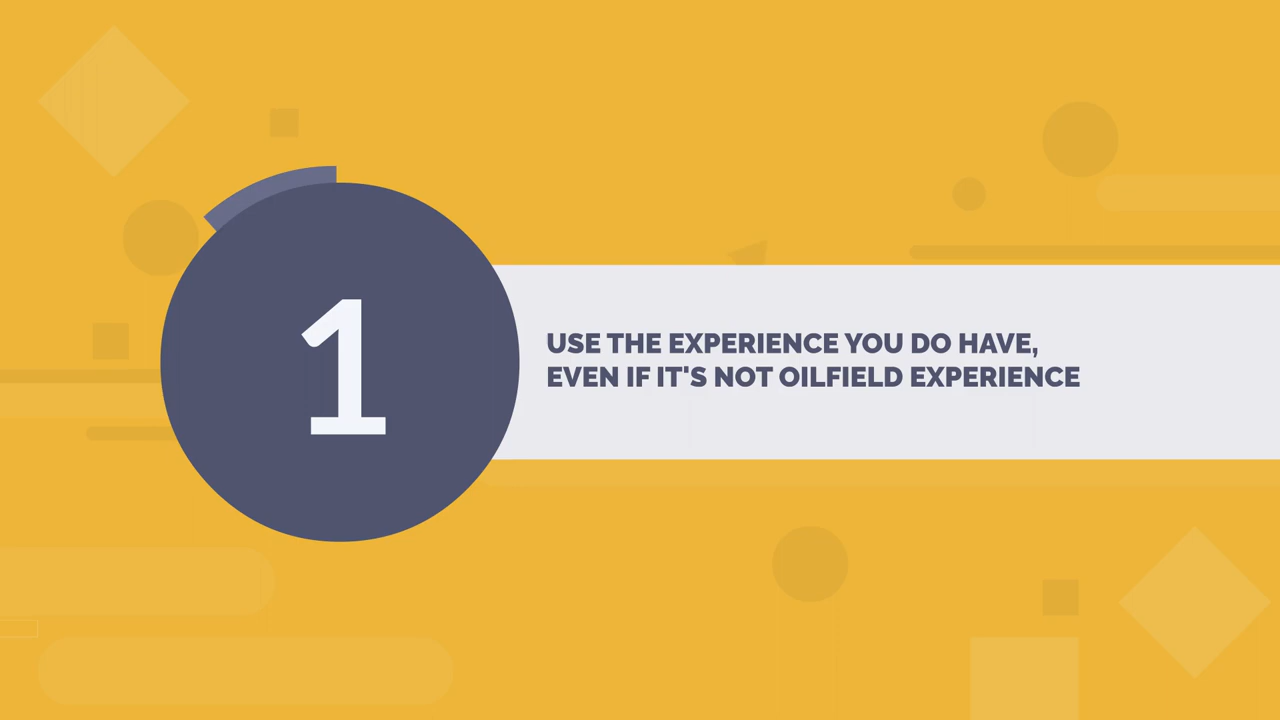 1
USE THE EXPERIENCE YOU DO HAVE,
EVEN IF IT'S NOT OILFIELD EXPERIENCE